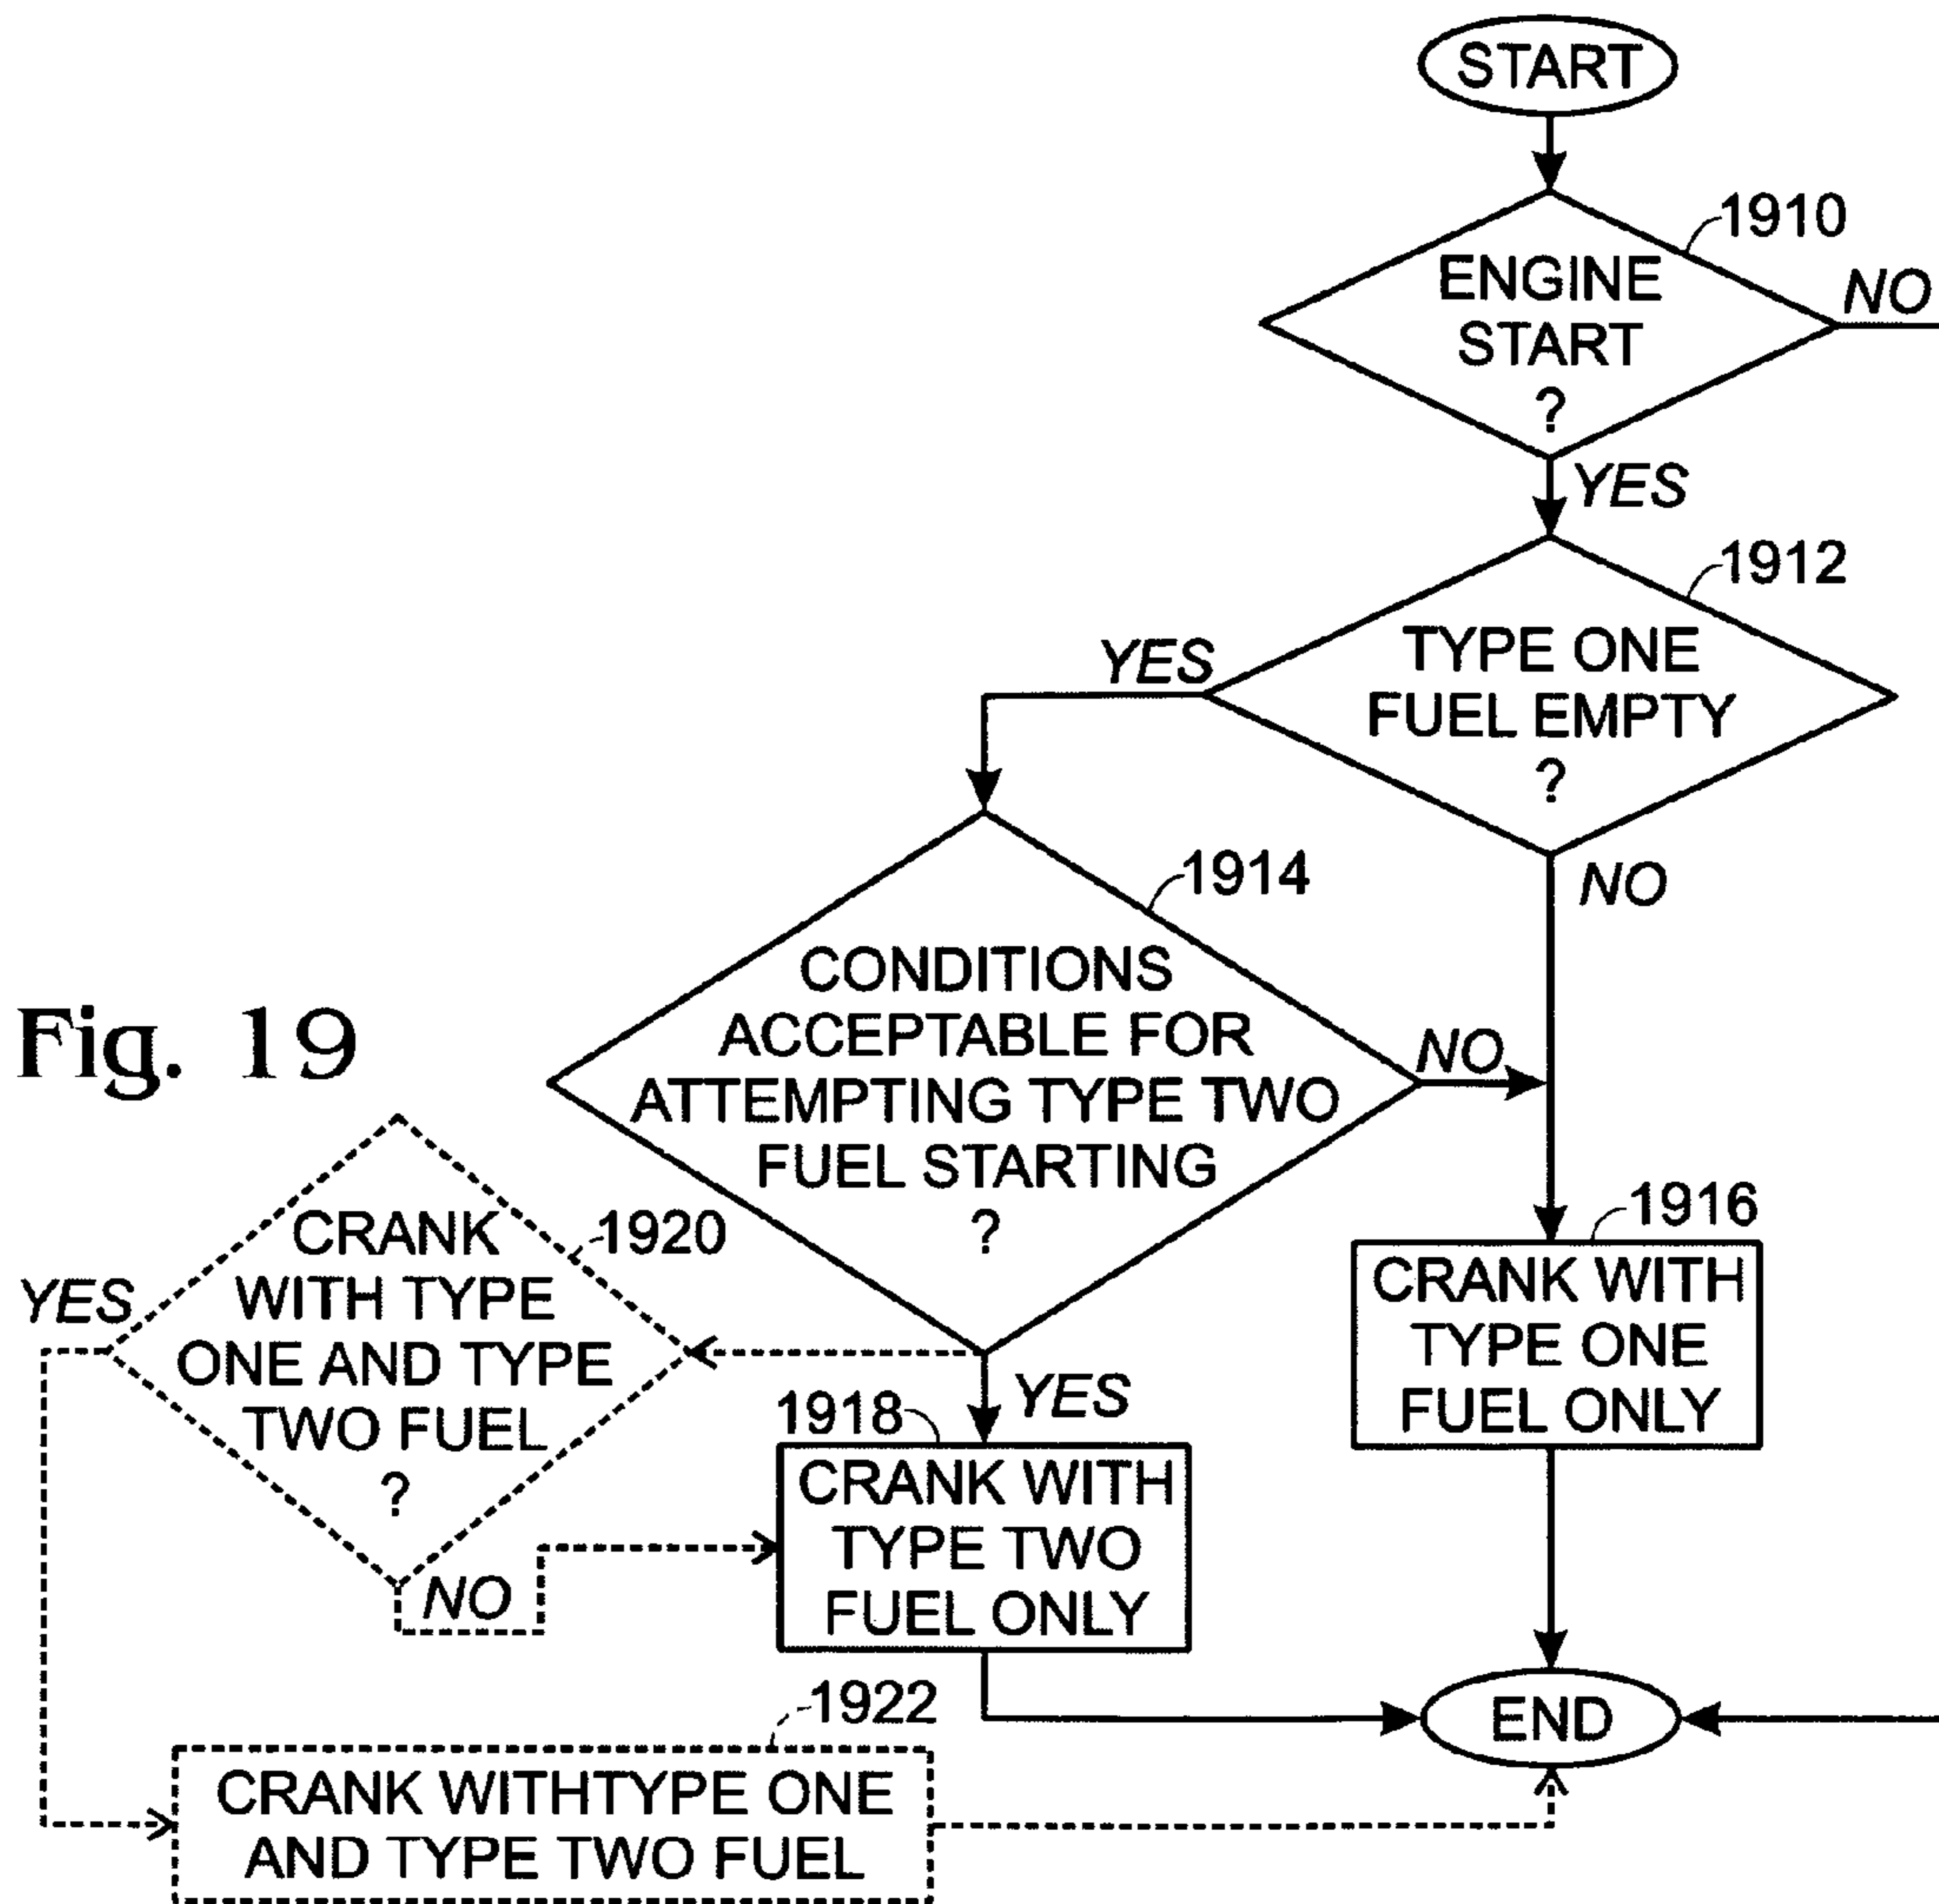 START
1910
ENGINE
START
?
NO
YES
1912
TYPE ONE
FUEL EMPTY
?
YES
NO
1914
CONDITIONS
ACCEPTABLE FOR
ATTEMPTING TYPE TWO
FUEL STARTING
?
NO
YES
Fig. 19
1920
CRANK
WITH TYPE
ONE AND TYPE
TWO FUEL
?
YES
NO
1916
CRANK WITH
TYPE ONE
FUEL ONLY
1918
CRANK WITH
TYPE TWO
FUEL ONLY
1922
CRANK WITHTYPE ONE
AND TYPE TWO FUEL
END